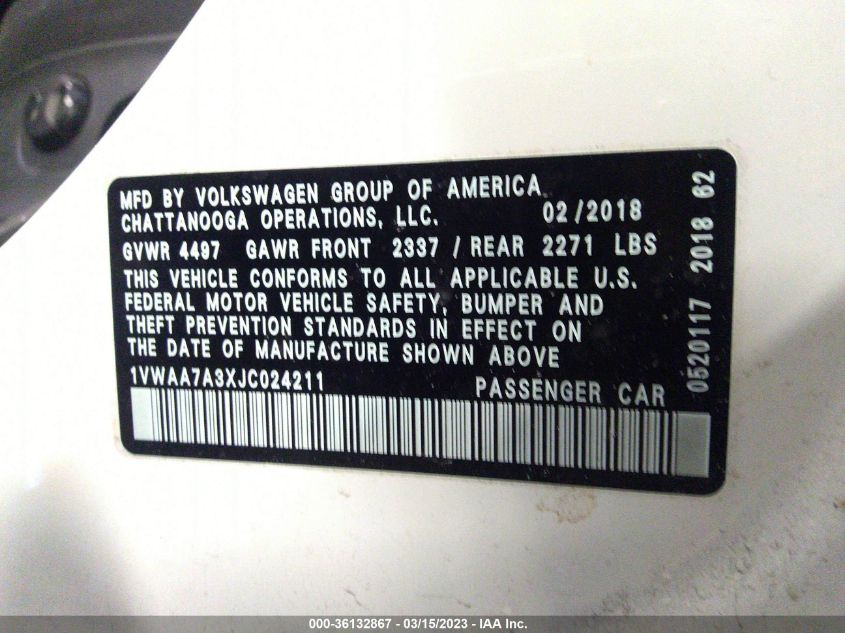 MFD BY VOLKSWAGEN GROUP OF AMERICA
CHATTANOOGA OPERATIONS, LLC. 02/2018
GVWR 4497 GAWR FRONT 2337 / REAR 2271 LBS
THIS VEHICLE CONFORMS TO ALL APPLICABLE U.S.
FEDERAL MOTOR VEHICLE SAFETY, BUMPER AND
THEFT PREVENTION STANDARDS IN EFFECT ON
THE DATE OF MANUFACTURE SHOWN ABOVE
1VWAA7A3XJC024211 PASSENGER CAR
0520117 2018 62
000-36132867 - 03/15/2023 - IAA Inc.